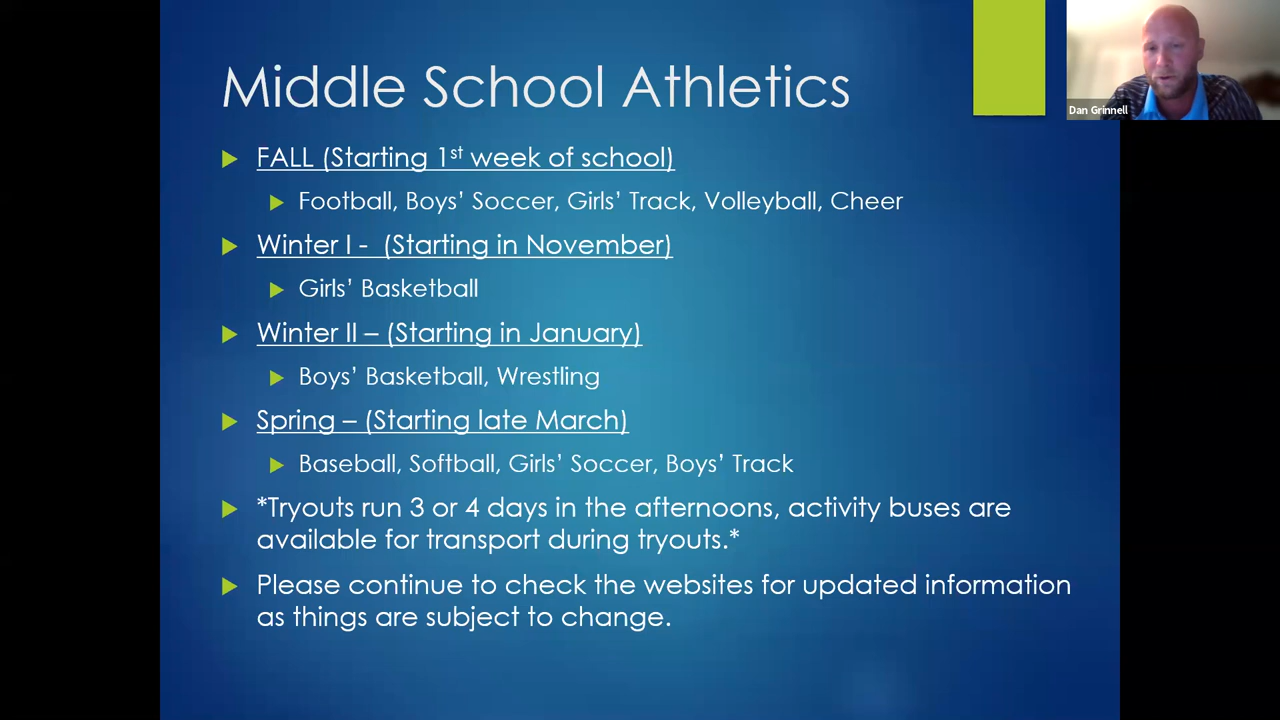 Middle School Athletics
Dan Grinnell
FALL (Starting 1st week of school)
Football, Boys’ Soccer, Girls’ Track, Volleyball, Cheer
Winter I -  (Starting in November)
Girls’ Basketball
Winter II – (Starting in January)
Boys’ Basketball, Wrestling
Spring – (Starting late March)
Baseball, Softball, Girls’ Soccer, Boys’ Track
*Tryouts run 3 or 4 days in the afternoons, activity buses are
available for transport during tryouts.*
Please continue to check the websites for updated information
as things are subject to change.